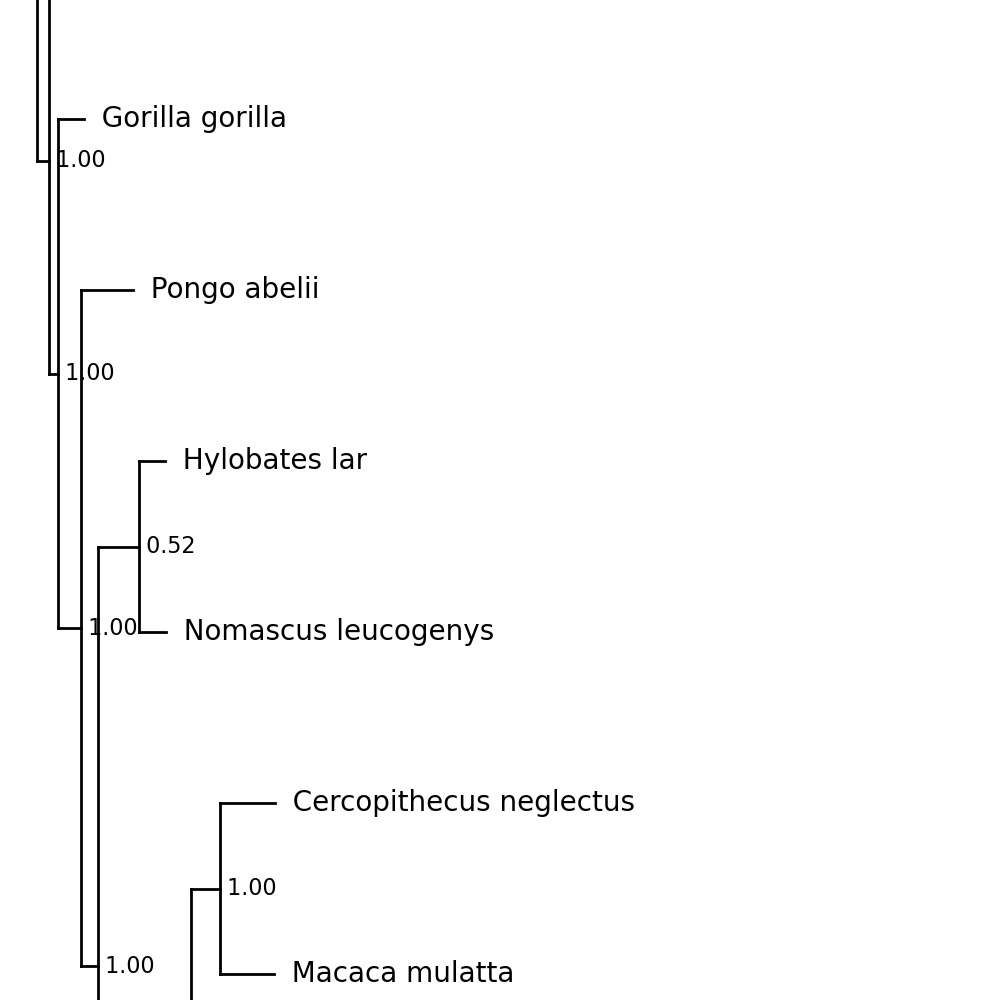 Gorilla gorilla
1.00
Pongo abelii
1.00
Hylobates lar
0.52
1.00
Nomascus leucogenys
Cercopithecus neglectus
1.00
1.00
Macaca mulatta